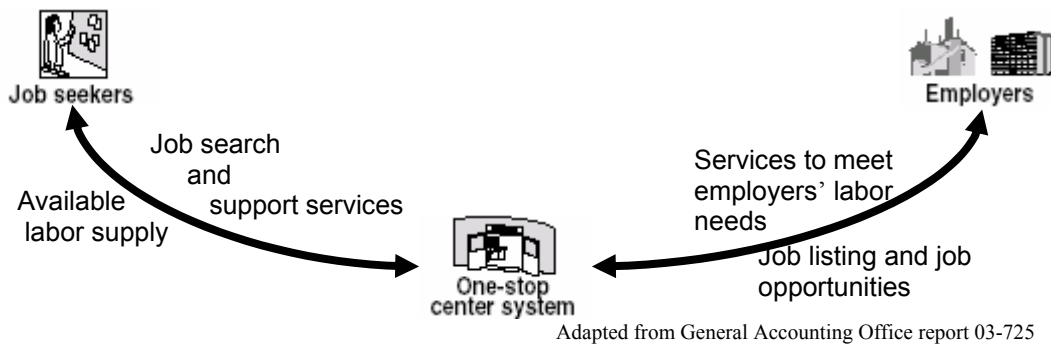 Job seekers
Employers
Job search
and
support services
Available
labor supply
Services to meet
employers’ labor
needs
Job listing and job
opportunities
One-stop
center system
Adapted from General Accounting Office report 03-725